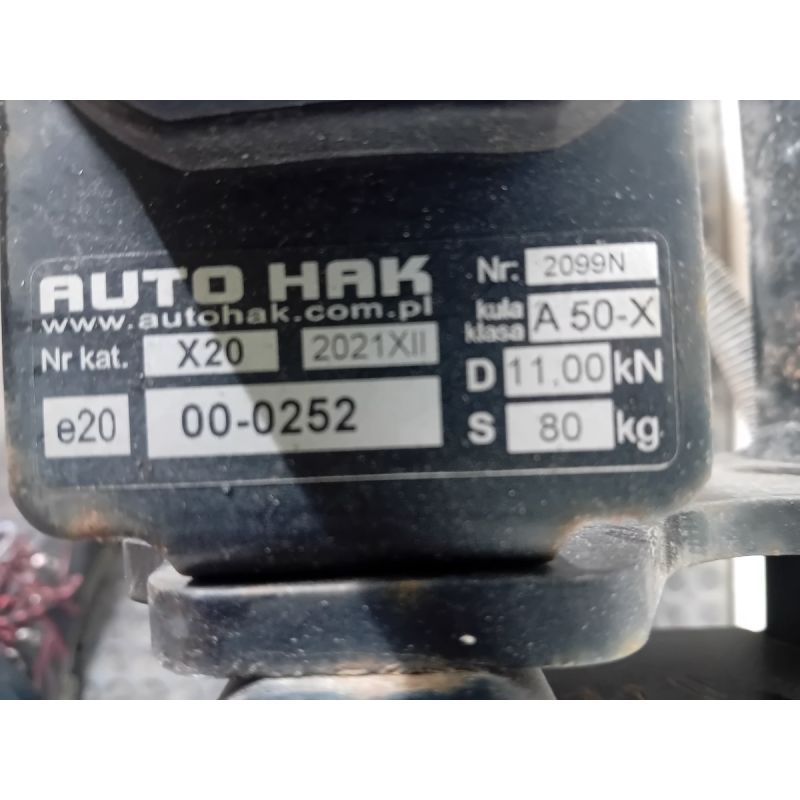 AUTO HAK
www.autohak.com.pl
Nr kat. X20 2021XII
e20 00-0252
Nr. 2099N
kula klasa A 50-X
D 11,00 kN
S 80 kg